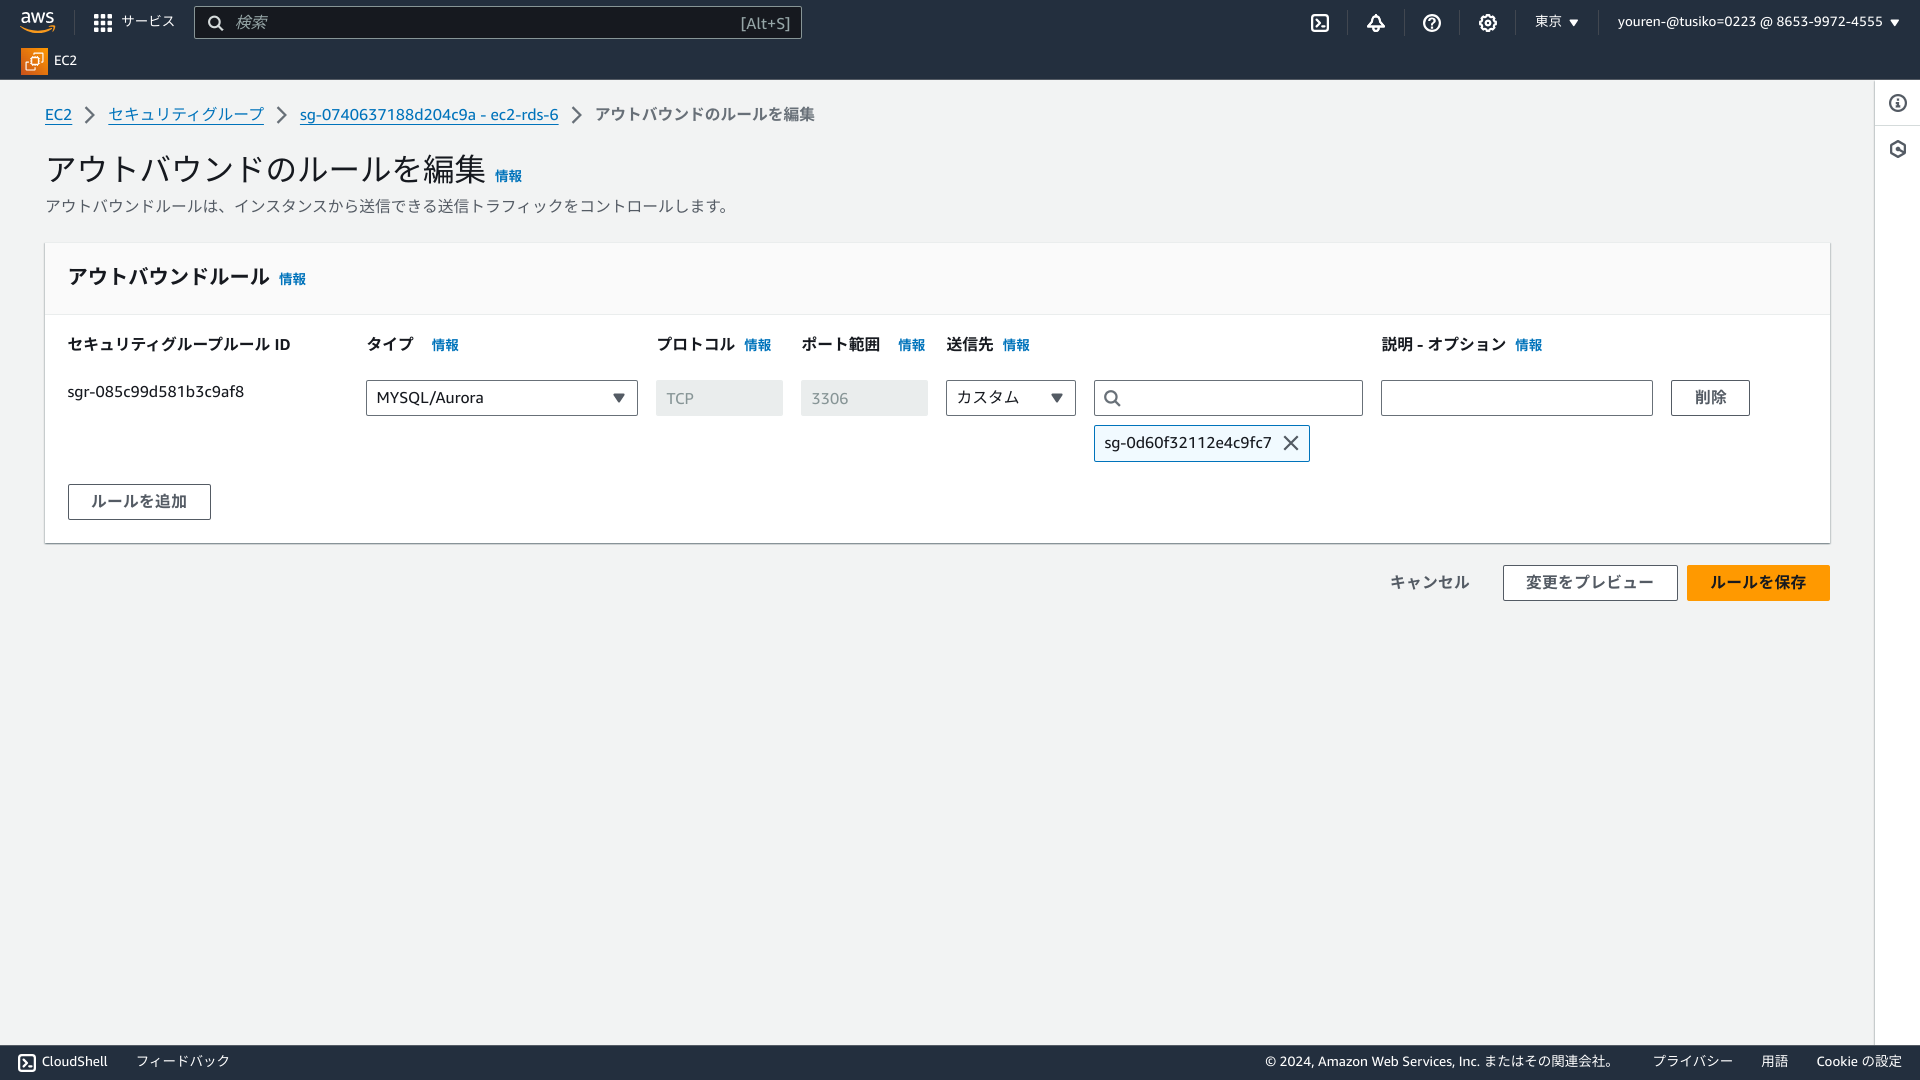 aws サービス 検索 [Alt+S] 東京 youren-@tusiko=0223 @ 8653-9972-4555
EC2
EC2 セキュリティグループ sg-0740637188d204c9a - ec2-rds-6 アウトバウンドのルールを編集
アウトバウンドのルールを編集 情報
アウトバウンドルールは、インスタンスから送信できる送信トラフィックをコントロールします。
アウトバウンドルール 情報
セキュリティグループルール ID タイプ 情報 プロトコル 情報 ポート範囲 情報 送信先 情報 説明 - オプション 情報
sgr-085c99d581b3c9af8 MYSQL/Aurora TCP 3306 カスタム 削除
sg-0d60f32112e4c9fc7
ルールを追加
キャンセル 変更をプレビュー ルールを保存
CloudShell フィードバック © 2024, Amazon Web Services, Inc. またはその関連会社。 プライバシー 用語 Cookie の設定